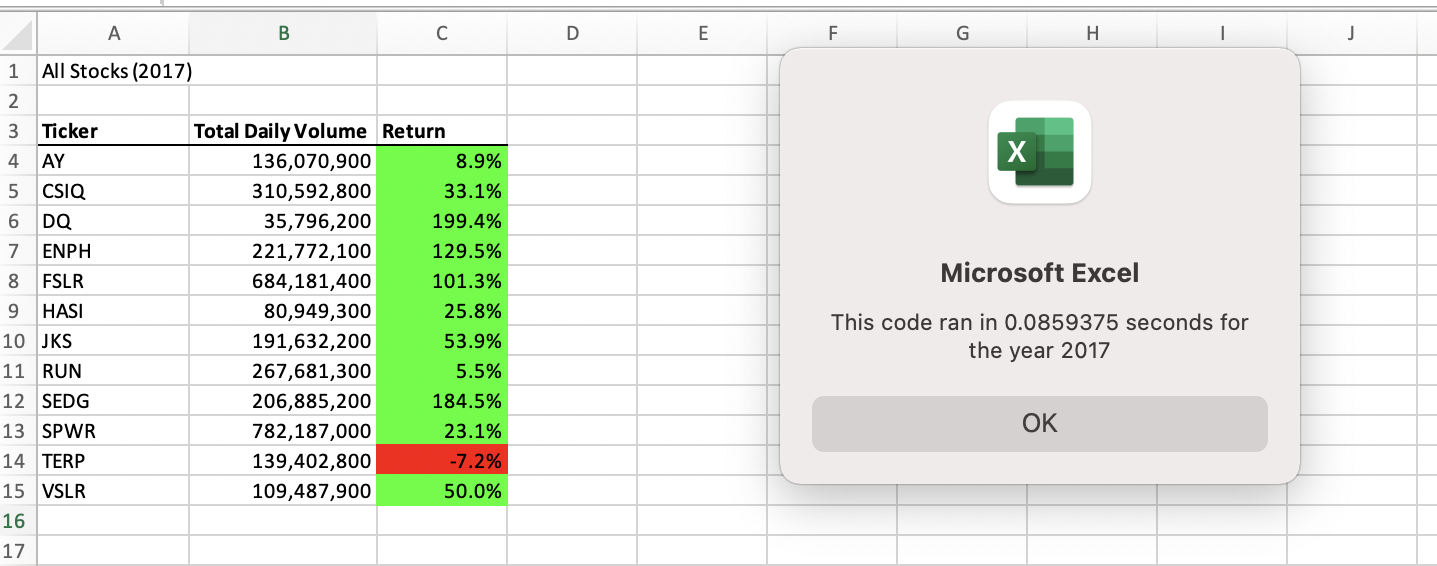 A B C D E F G H I J
1 All Stocks (2017)
2
3 Ticker Total Daily Volume Return
4 AY 136,070,900 8.9%
5 CSIQ 310,592,800 33.1%
6 DQ 35,796,200 199.4%
7 ENPH 221,772,100 129.5%
8 FSLR 684,181,400 101.3%
9 HASI 80,949,300 25.8%
10 JKS 191,632,200 53.9%
11 RUN 267,681,300 5.5%
12 SEDG 206,885,200 184.5%
13 SPWR 782,187,000 23.1%
14 TERP 139,402,800 -7.2%
15 VSLR 109,487,900 50.0%
16
17
X
Microsoft Excel
This code ran in 0.0859375 seconds for
the year 2017
OK